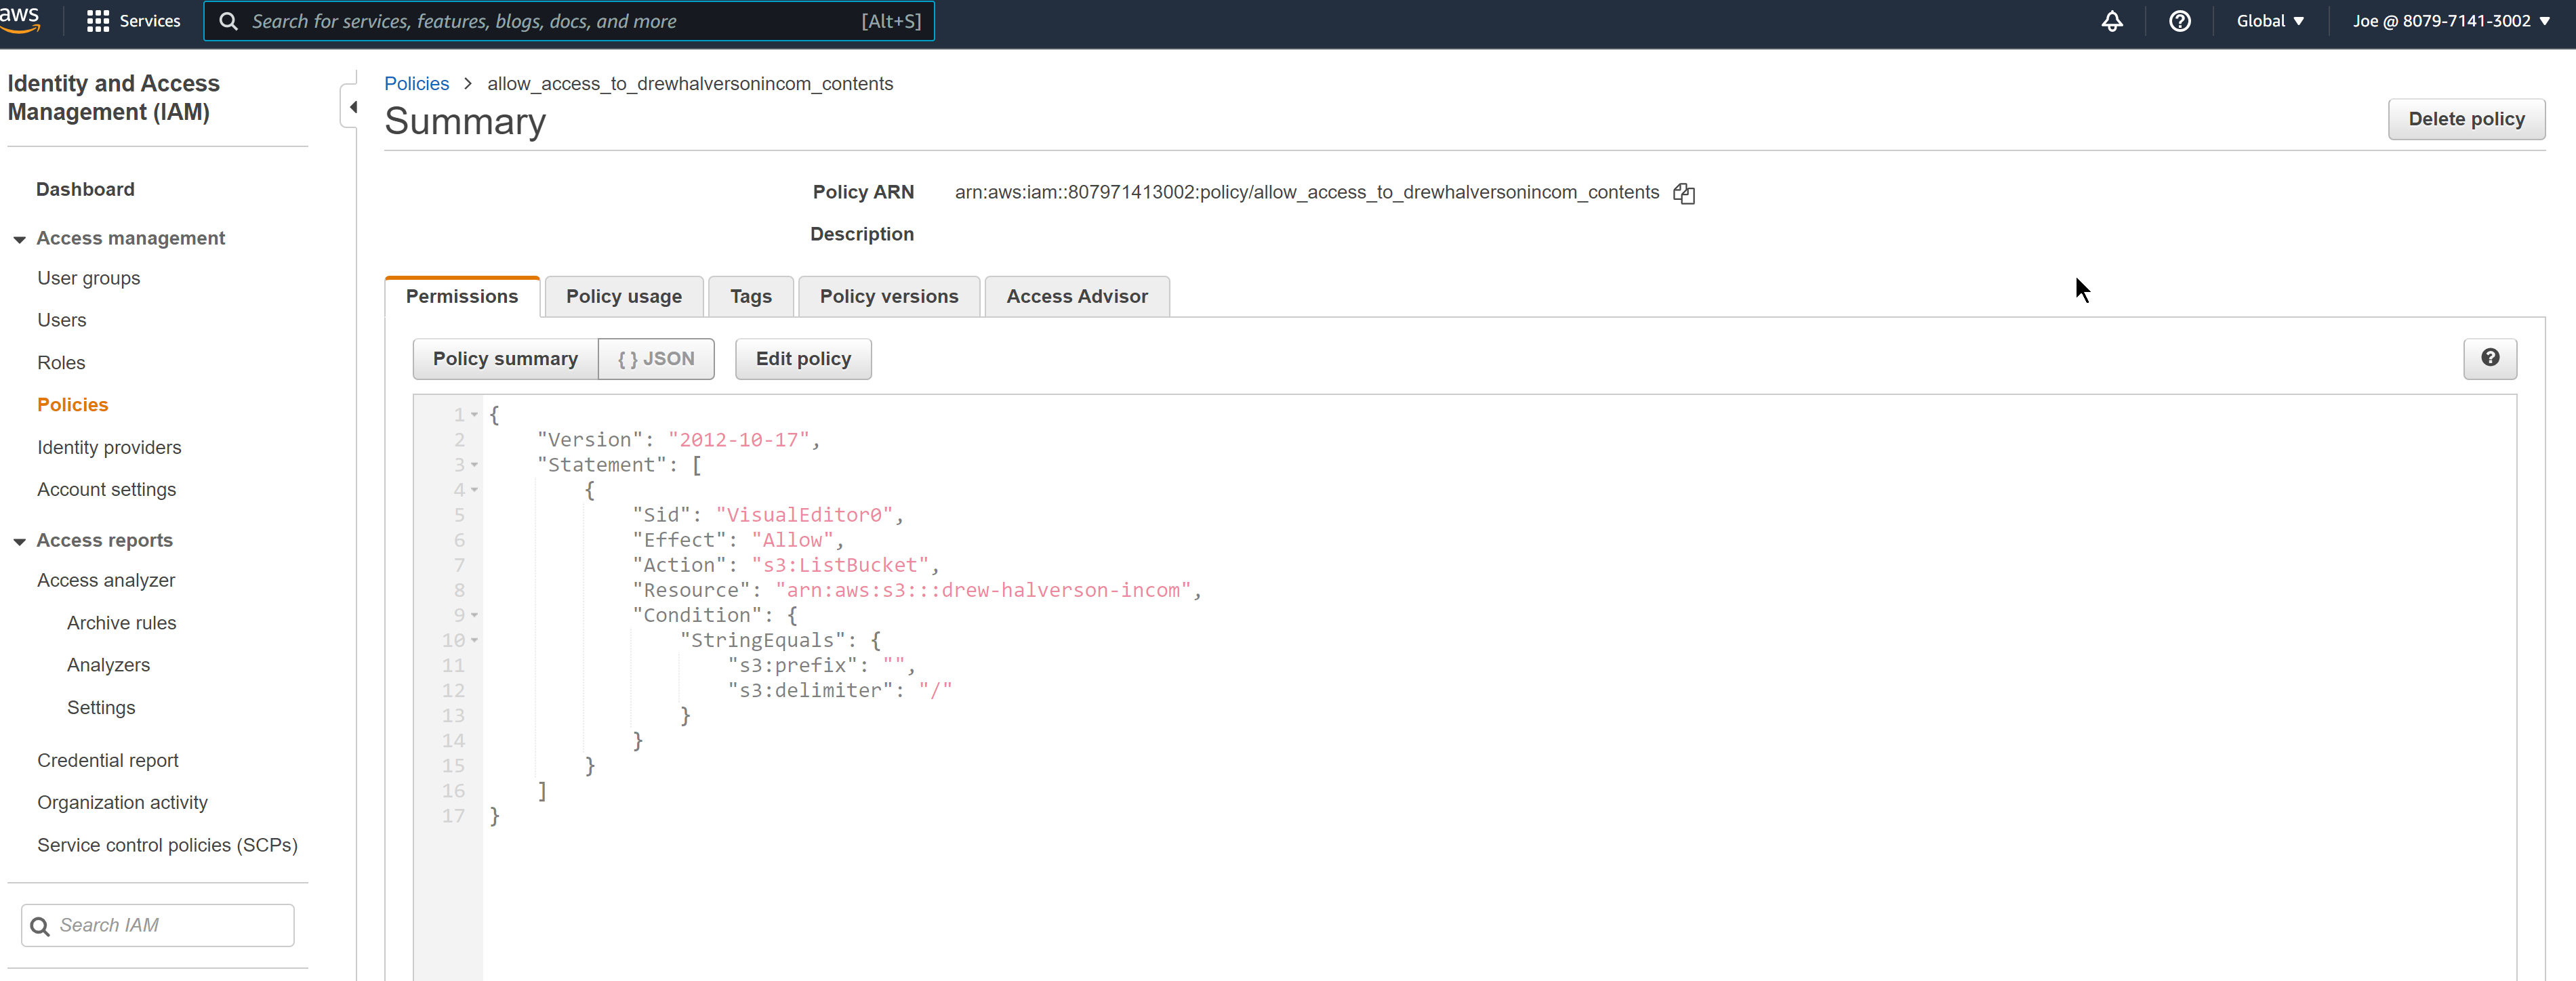 aws Services Search for services, features, blogs, docs, and more [Alt+S] Global Joe @ 8079-7141-3002
Identity and Access
Management (IAM)
Dashboard
Access management
User groups
Users
Roles
Policies
Identity providers
Account settings
Access reports
Access analyzer
Archive rules
Analyzers
Settings
Credential report
Organization activity
Service control policies (SCPs)
Search IAM
Policies > allow_access_to_drewhalversonincom_contents
Summary
Delete policy
Policy ARN arn:aws:iam::807971413002:policy/allow_access_to_drewhalversonincom_contents
Description
Permissions Policy usage Tags Policy versions Access Advisor
Policy summary { } JSON Edit policy ?
1 {
2 "Version": "2012-10-17",
3 "Statement": [
4 {
5 "Sid": "VisualEditor0",
6 "Effect": "Allow",
7 "Action": "s3:ListBucket",
8 "Resource": "arn:aws:s3:::drew-halverson-incom",
9 "Condition": {
10 "StringEquals": {
11 "s3:prefix": "",
12 "s3:delimiter": "/"
13 }
14 }
15 }
16 ]
17 }